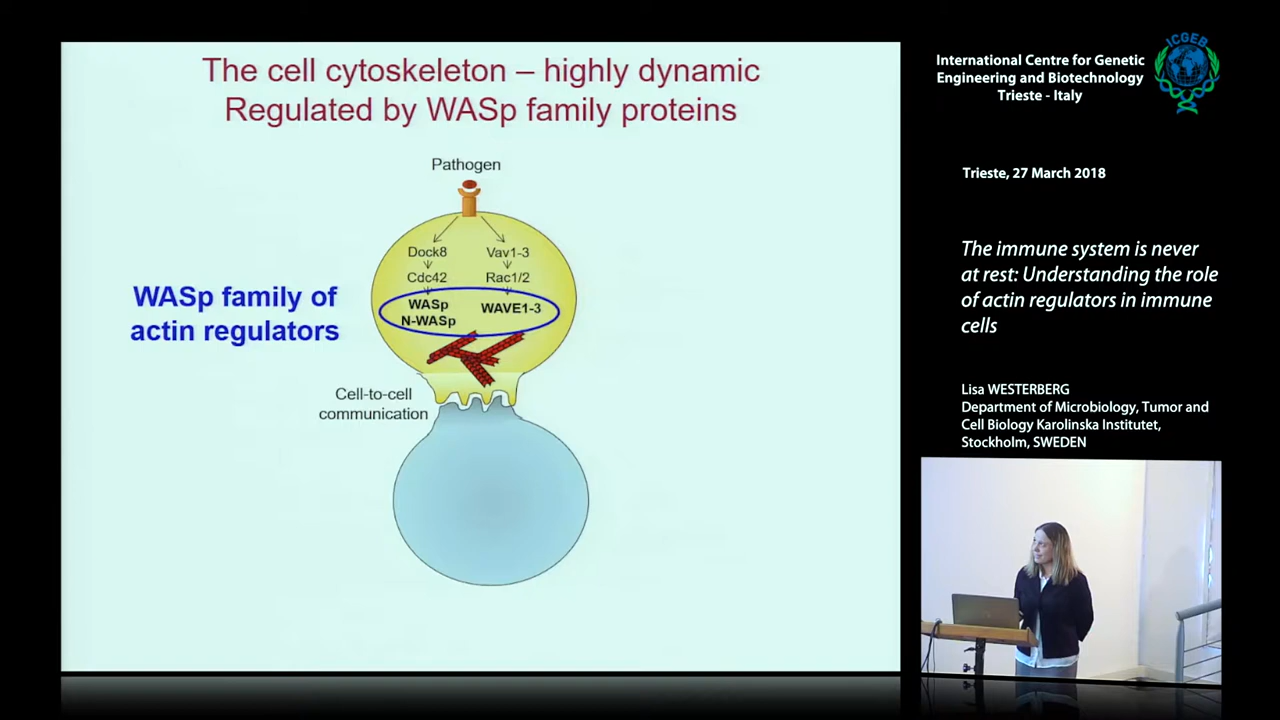 The cell cytoskeleton – highly dynamic
Regulated by WASp family proteins
Pathogen
Dock8
Vav1-3
Cdc42
Rac1/2
WASp
N-WASp
WAVE1-3
WASp family of
actin regulators
Cell-to-cell
communication
International Centre for Genetic
Engineering and Biotechnology
Trieste - Italy
ICGEB
Trieste, 27 March 2018
The immune system is never
at rest: Understanding the role
of actin regulators in immune
cells
Lisa WESTERBERG
Department of Microbiology, Tumor and
Cell Biology Karolinska Institutet,
Stockholm, SWEDEN